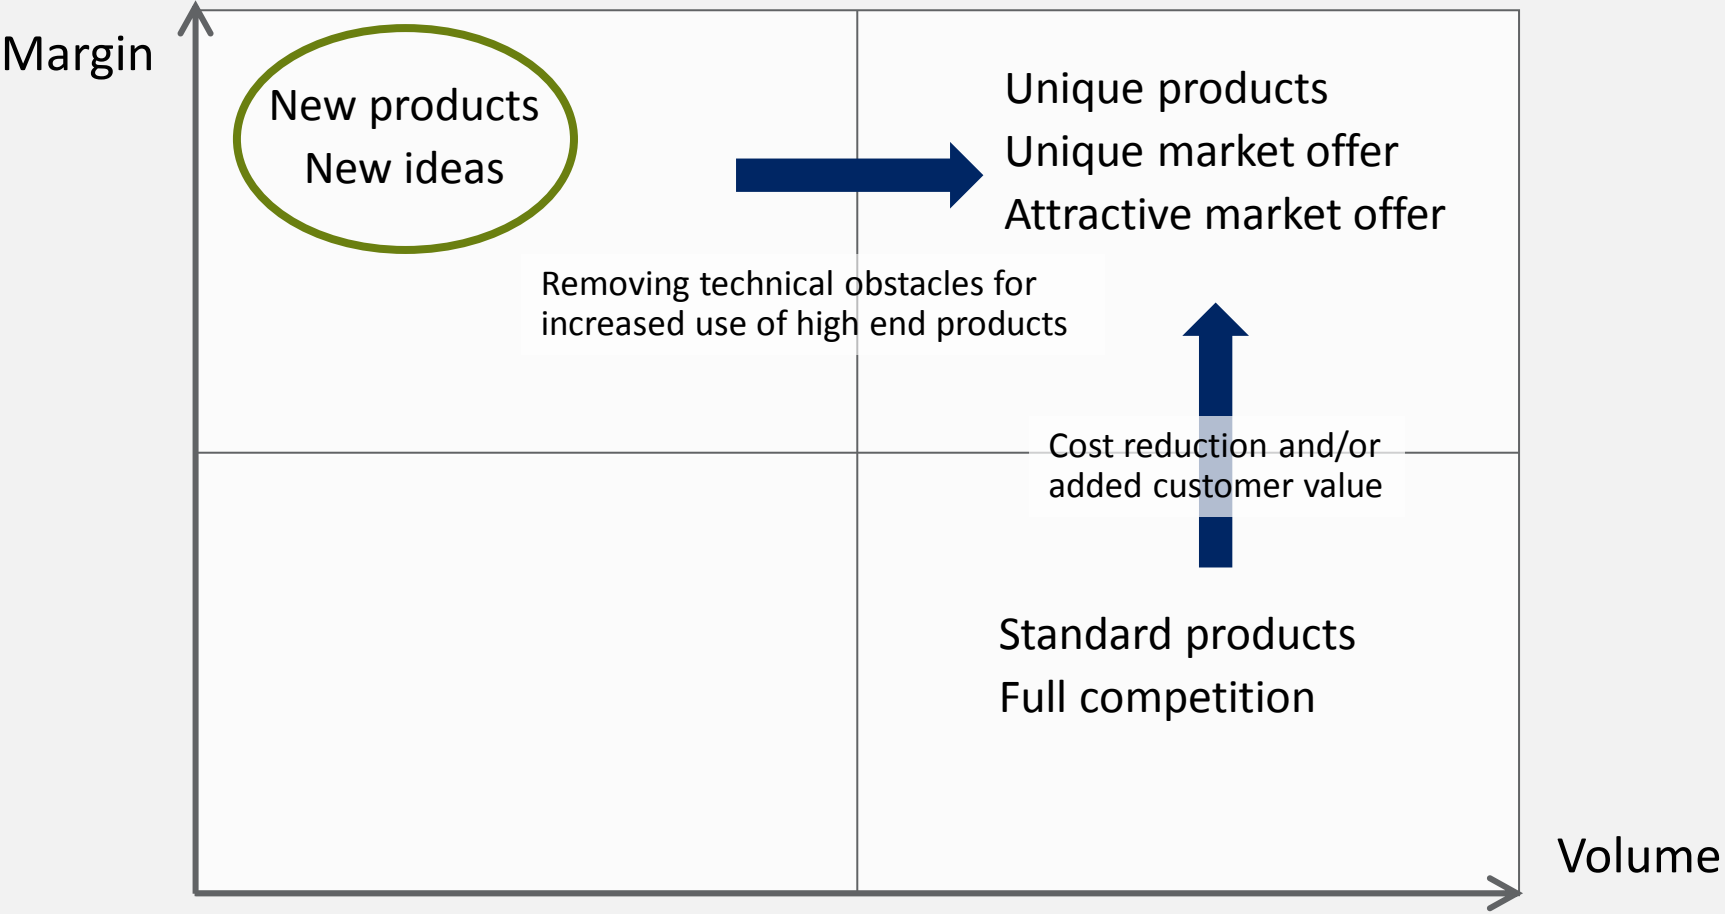 Margin
New products
New ideas
Unique products
Unique market offer
Attractive market offer
Removing technical obstacles for
increased use of high end products
Cost reduction and/or
added customer value
Standard products
Full competition
Volume